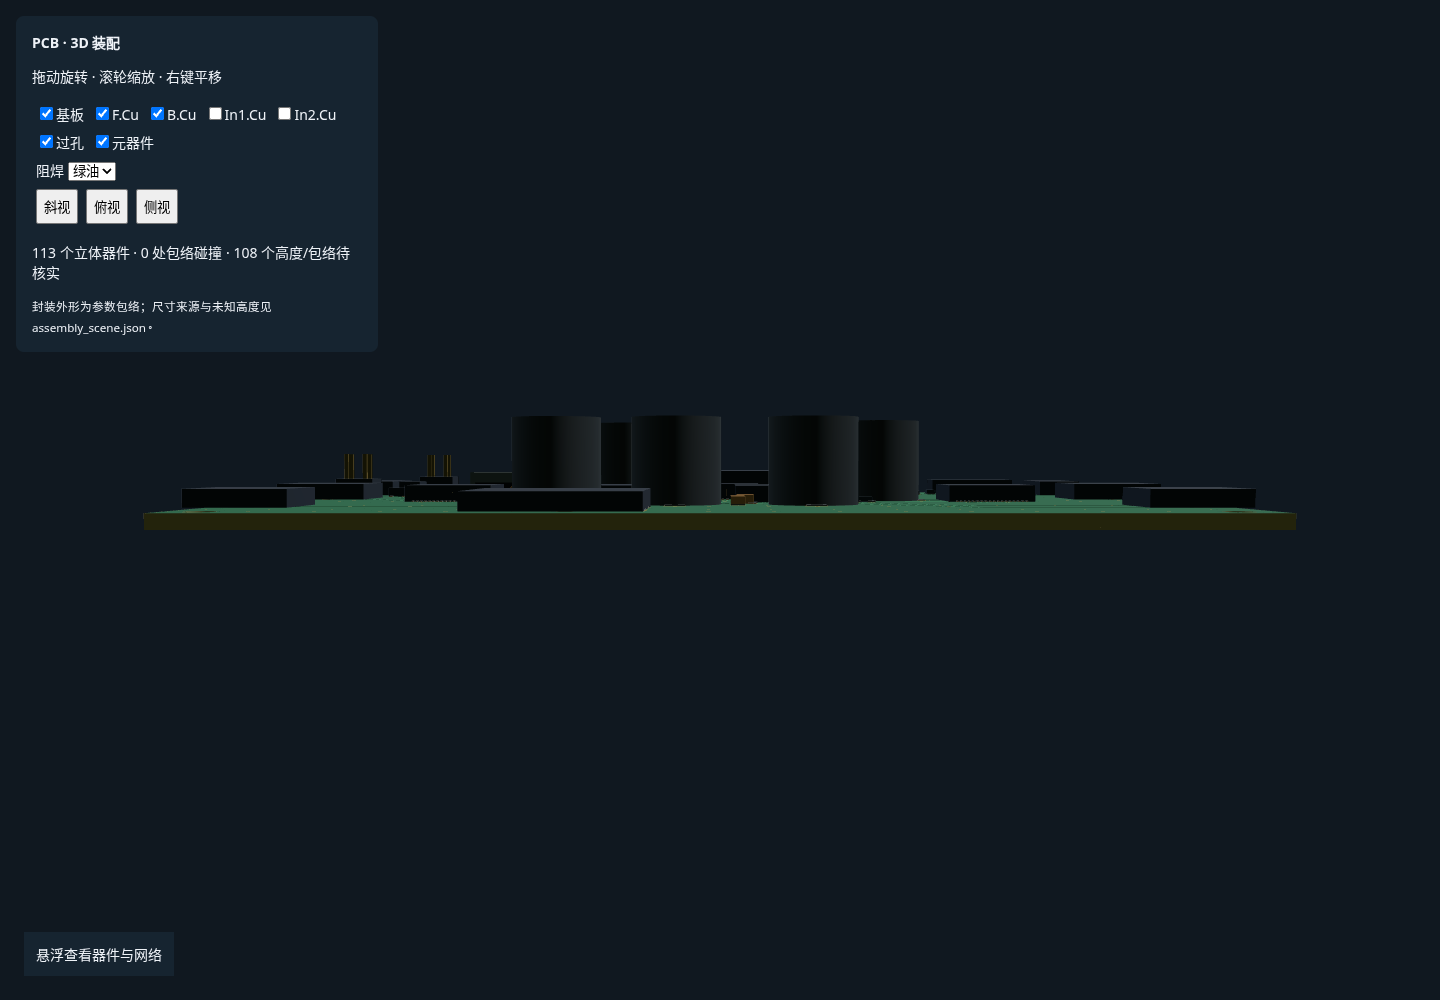 PCB · 3D 装配
拖动旋转 · 滚轮缩放 · 右键平移
基板 F.Cu B.Cu In1.Cu In2.Cu
过孔 元器件
阻焊 绿油
斜视 俯视 侧视
113 个立体器件 · 0 处包络碰撞 · 108 个高度/包络待
核实
封装外形为参数包络；尺寸来源与未知高度见
assembly_scene.json。
悬浮查看器件与网络